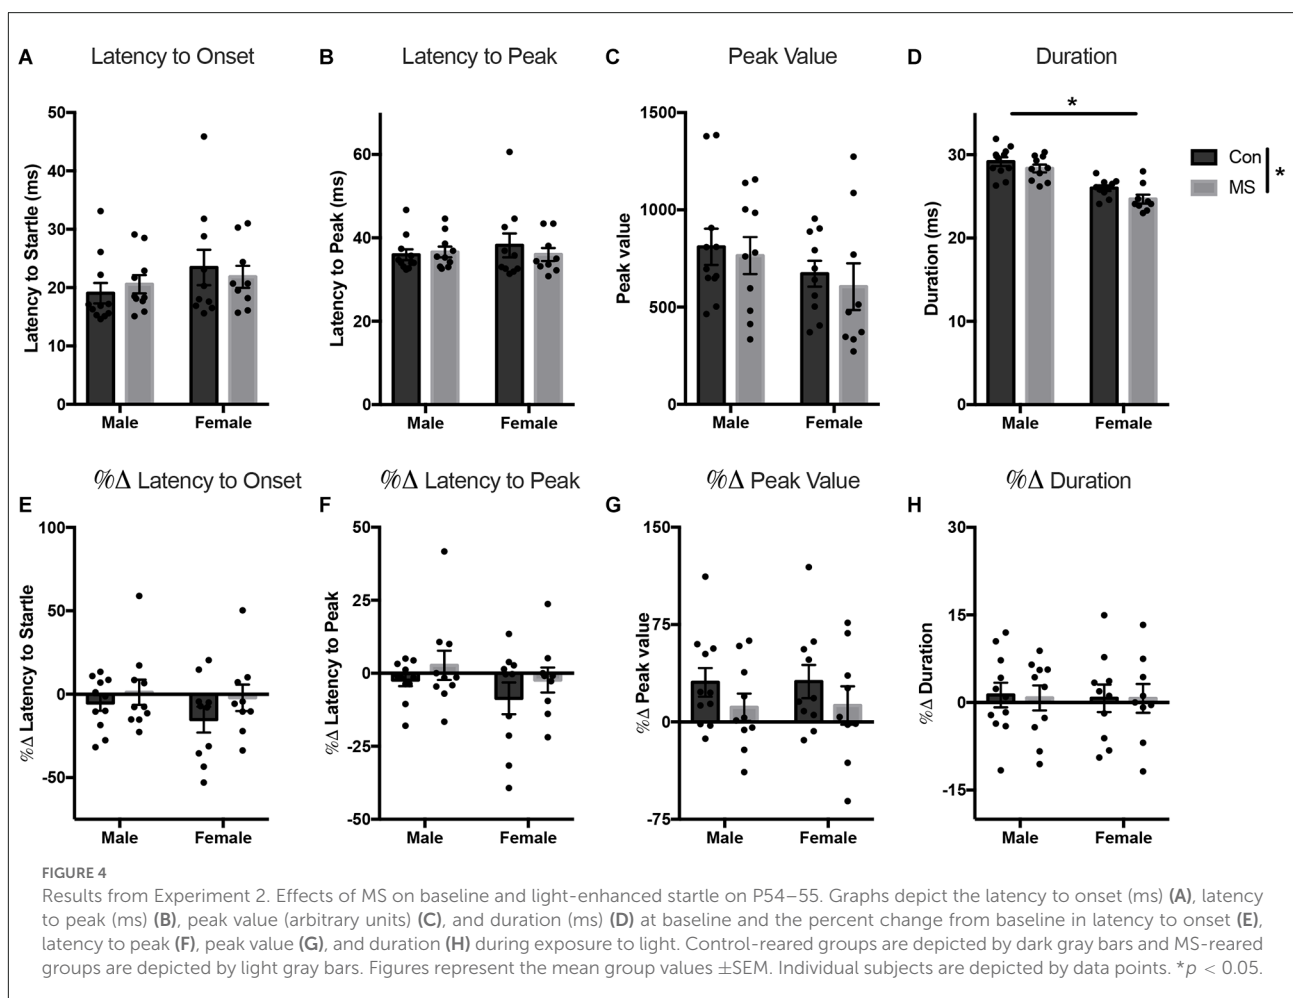 A Latency to Onset
B Latency to Peak
C Peak Value
D Duration
Latency to Startle (ms)
50
40
30
20
10
0
Male Female
Latency to Peak (ms)
60
40
20
0
Male Female
Peak value
1500
1000
500
0
Male Female
Duration (ms)
30
20
10
0
*
Male Female
Con
MS
*
E %Δ Latency to Onset
F %Δ Latency to Peak
G %Δ Peak Value
H %Δ Duration
%Δ Latency to Startle
100
50
0
-50
Male Female
%Δ Latency to Peak
50
25
0
-25
-50
Male Female
%Δ Peak value
150
75
0
-75
Male Female
%Δ Duration
30
15
0
-15
Male Female
FIGURE 4
Results from Experiment 2. Effects of MS on baseline and light-enhanced startle on P54–55. Graphs depict the latency to onset (ms) (A), latency
to peak (ms) (B), peak value (arbitrary units) (C), and duration (ms) (D) at baseline and the percent change from baseline in latency to onset (E),
latency to peak (F), peak value (G), and duration (H) during exposure to light. Control-reared groups are depicted by dark gray bars and MS-reared
groups are depicted by light gray bars. Figures represent the mean group values ±SEM. Individual subjects are depicted by data points. *p < 0.05.